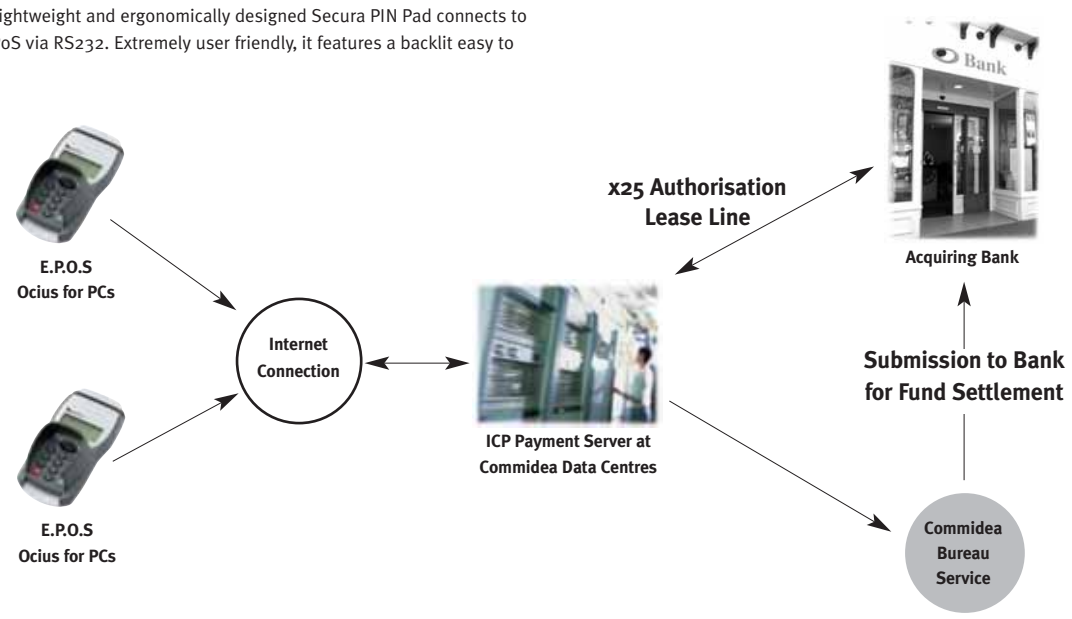 ightweight and ergonomically designed Secura PIN Pad connects to
oS via RS232. Extremely user friendly, it features a backlit easy to
Bank
x25 Authorisation
Lease Line
Acquiring Bank
E.P.O.S
Ocius for PCs
Internet
Connection
Submission to Bank
for Fund Settlement
ICP Payment Server at
Commidea Data Centres
E.P.O.S
Ocius for PCs
Commidea
Bureau
Service